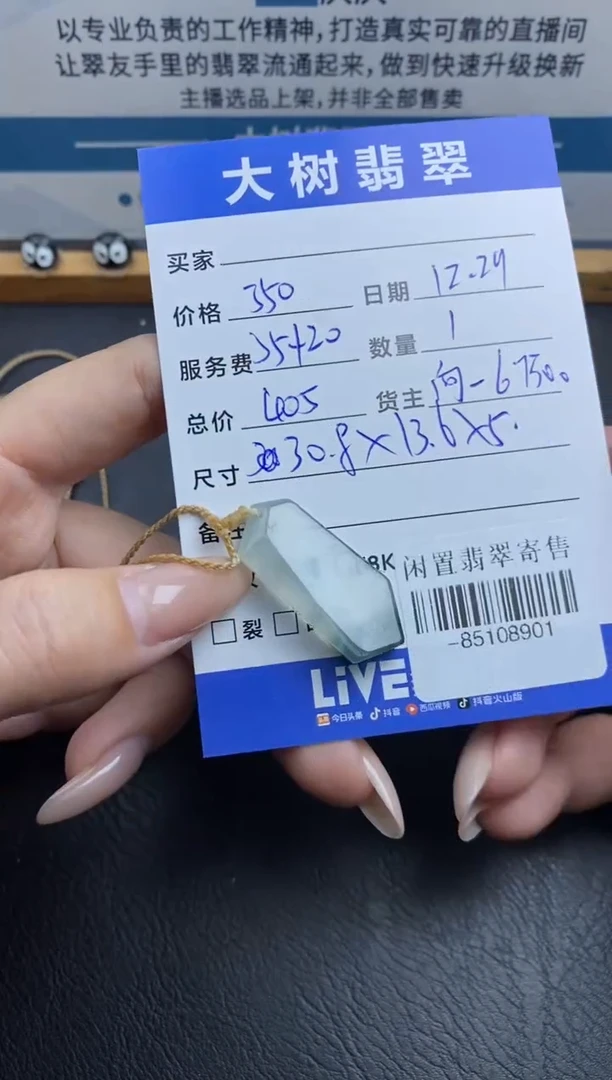 以专业负责的工作精神，打造真实可靠的直播间
让翠友手里的翡翠流通起来，做到快速升级换新
主播选品上架，并非全部售卖
大树翡翠
买家
价格 350 日期 12.29
服务费 35+20 数量 1
总价 405 货主
尺寸 30.8×13.6×5.
备注
18K
闲置翡翠寄售
-85108901
裂
LiVE
今日头条 抖音 西瓜视频 抖音火山版